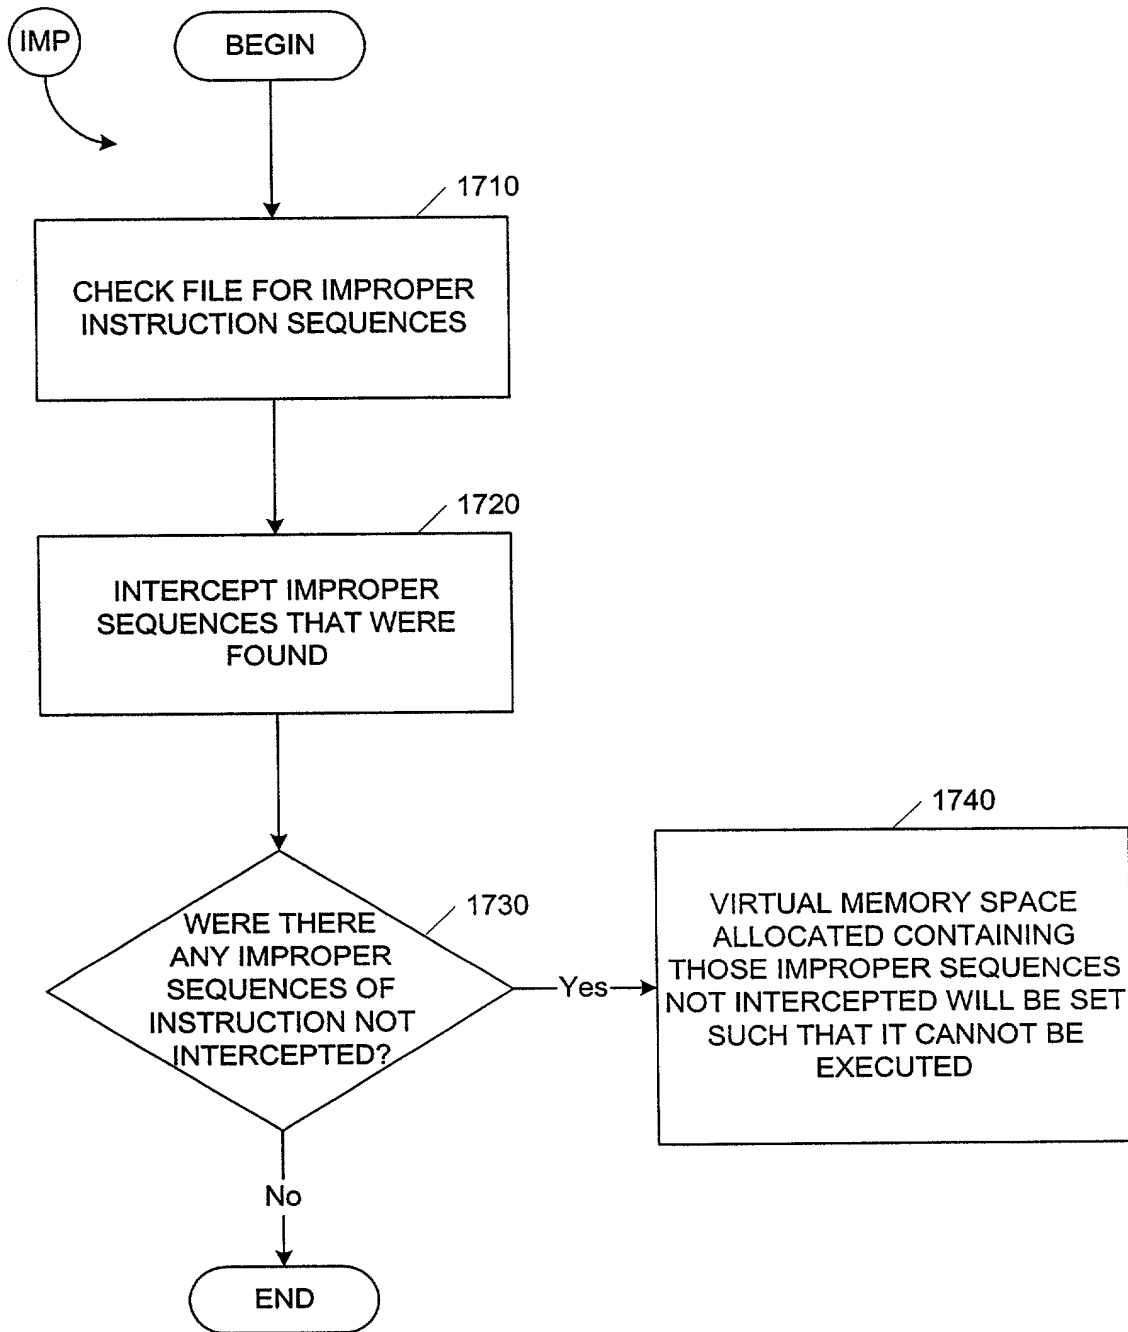 IMP
BEGIN
1710
CHECK FILE FOR IMPROPER
INSTRUCTION SEQUENCES
1720
INTERCEPT IMPROPER
SEQUENCES THAT WERE
FOUND
1730
WERE THERE
ANY IMPROPER
SEQUENCES OF
INSTRUCTION NOT
INTERCEPTED?
Yes
1740
VIRTUAL MEMORY SPACE
ALLOCATED CONTAINING
THOSE IMPROPER SEQUENCES
NOT INTERCEPTED WILL BE SET
SUCH THAT IT CANNOT BE
EXECUTED
No
END